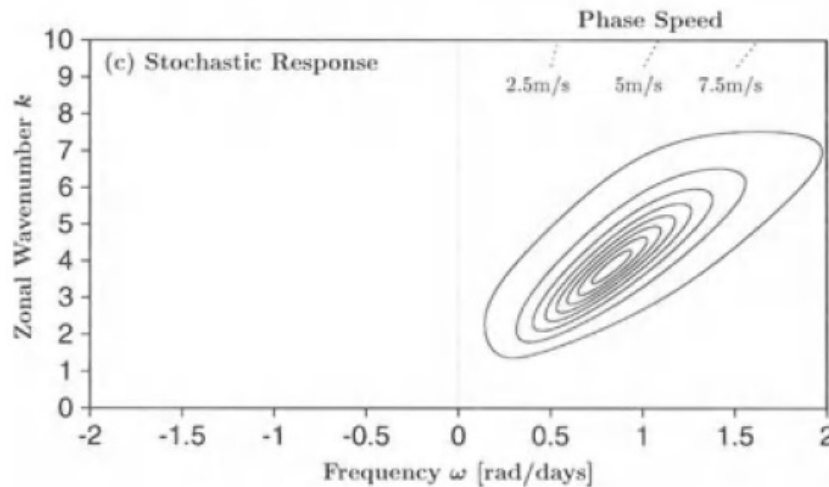 Phase Speed
10
(c) Stochastic Response
9
2.5m/s 5m/s 7.5m/s
8
7
6
5
4
3
2
1
0
Zonal Wavenumber k
-2 -1.5 -1 -0.5 0 0.5 1 1.5 2
Frequency ω [rad/days]